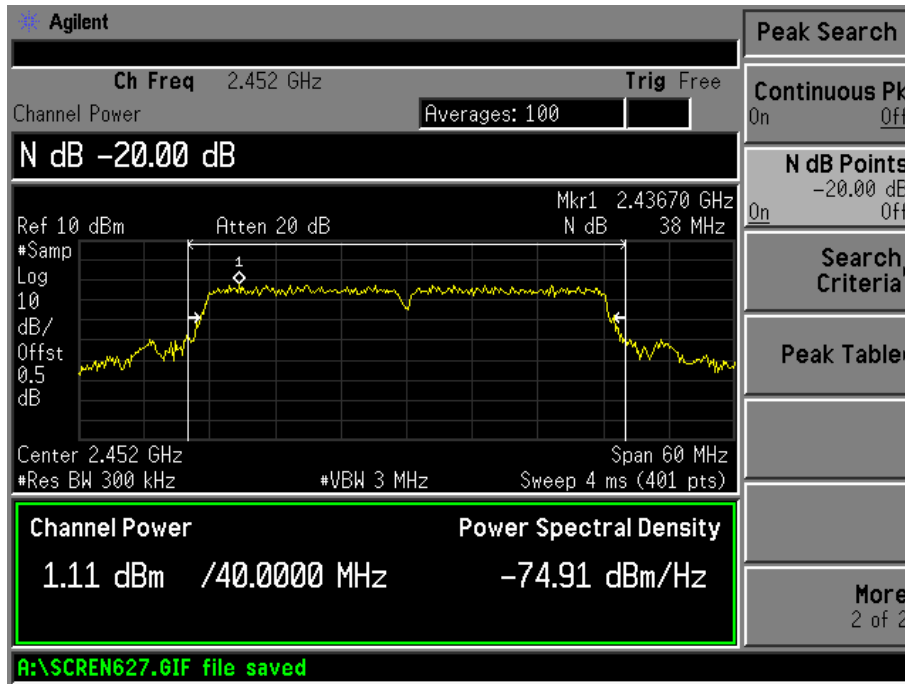 Agilent
Peak Search
Ch Freq 2.452 GHz Trig Free
Channel Power Averages: 100
Continuous Pk
On Off
N dB -20.00 dB
N dB Points
-20.00 dB
On Off
Mkr1 2.43670 GHz
Ref 10 dBm Atten 20 dB N dB 38 MHz
#Samp
Log
10
dB/
Offst
0.5
dB
1
Search
Criteria
Peak Table
Center 2.452 GHz Span 60 MHz
#Res BW 300 kHz #VBW 3 MHz Sweep 4 ms (401 pts)
Channel Power Power Spectral Density
1.11 dBm /40.0000 MHz -74.91 dBm/Hz
More
2 of 2
A:\SCREN627.GIF file saved